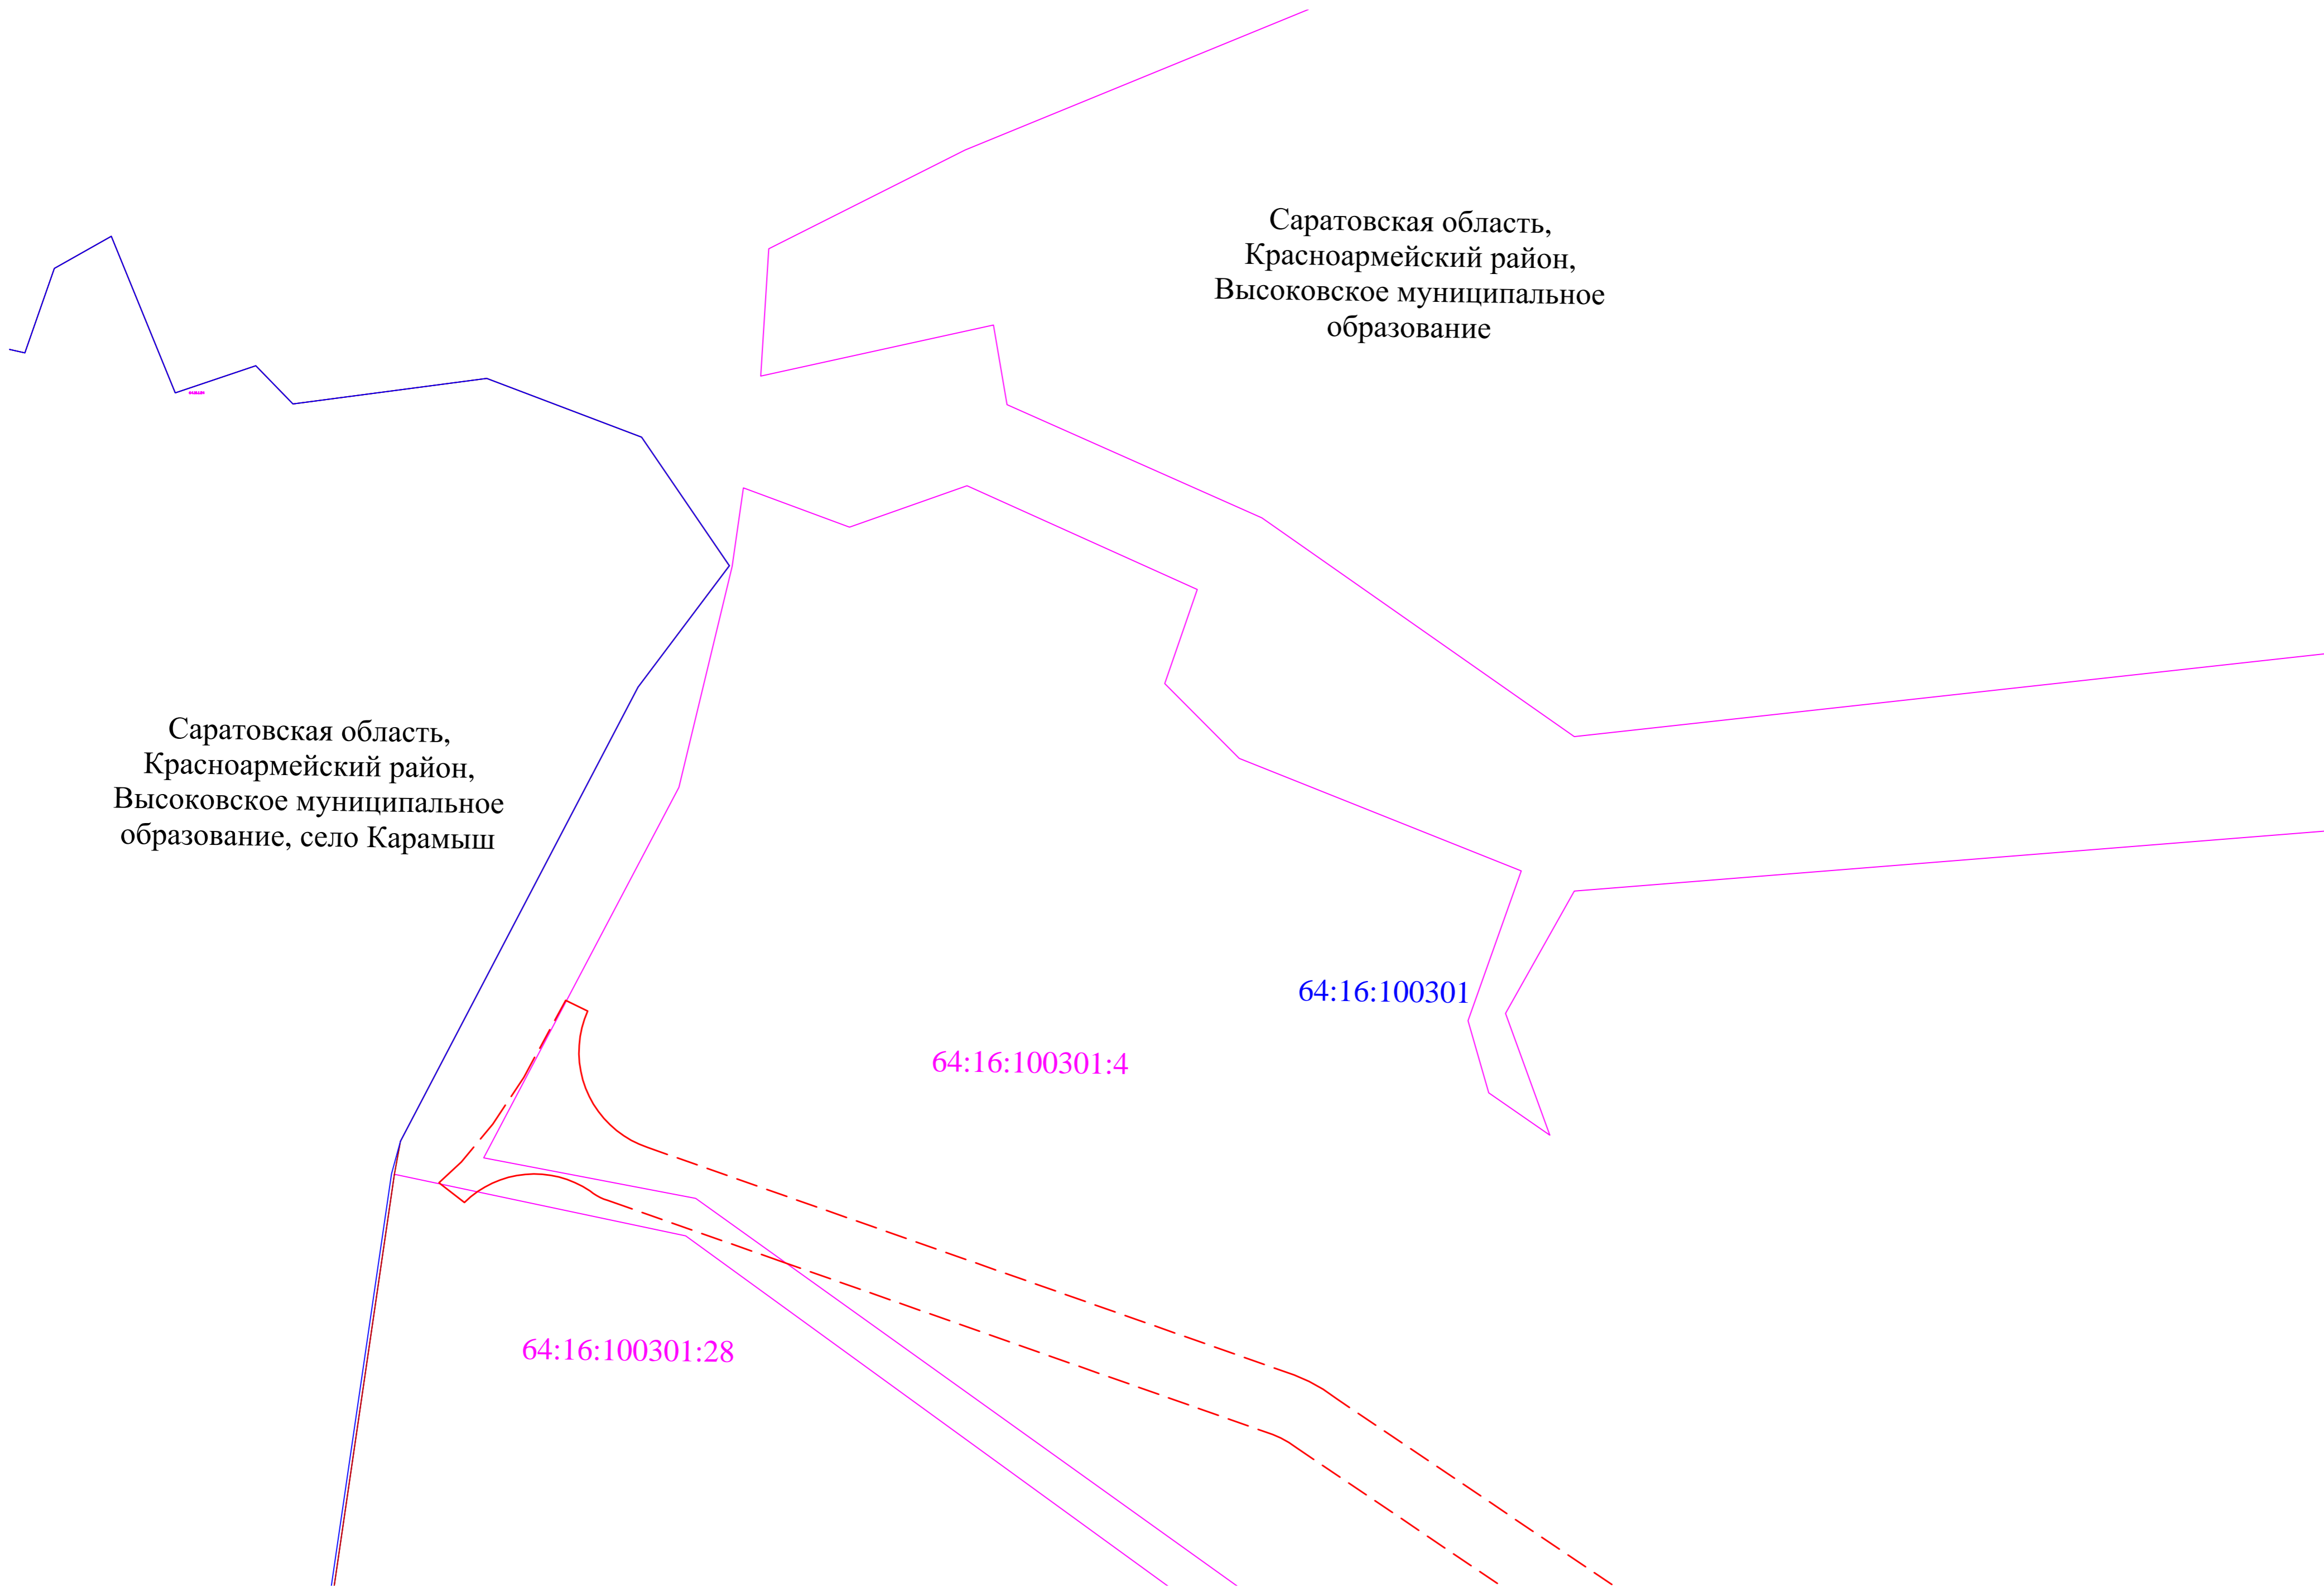 Саратовская область,
Красноармейский район,
Высоковское муниципальное
образование
Саратовская область,
Красноармейский район,
Высоковское муниципальное
образование, село Карамыш
64:16:100301
64:16:100301:4
64:16:100301:28